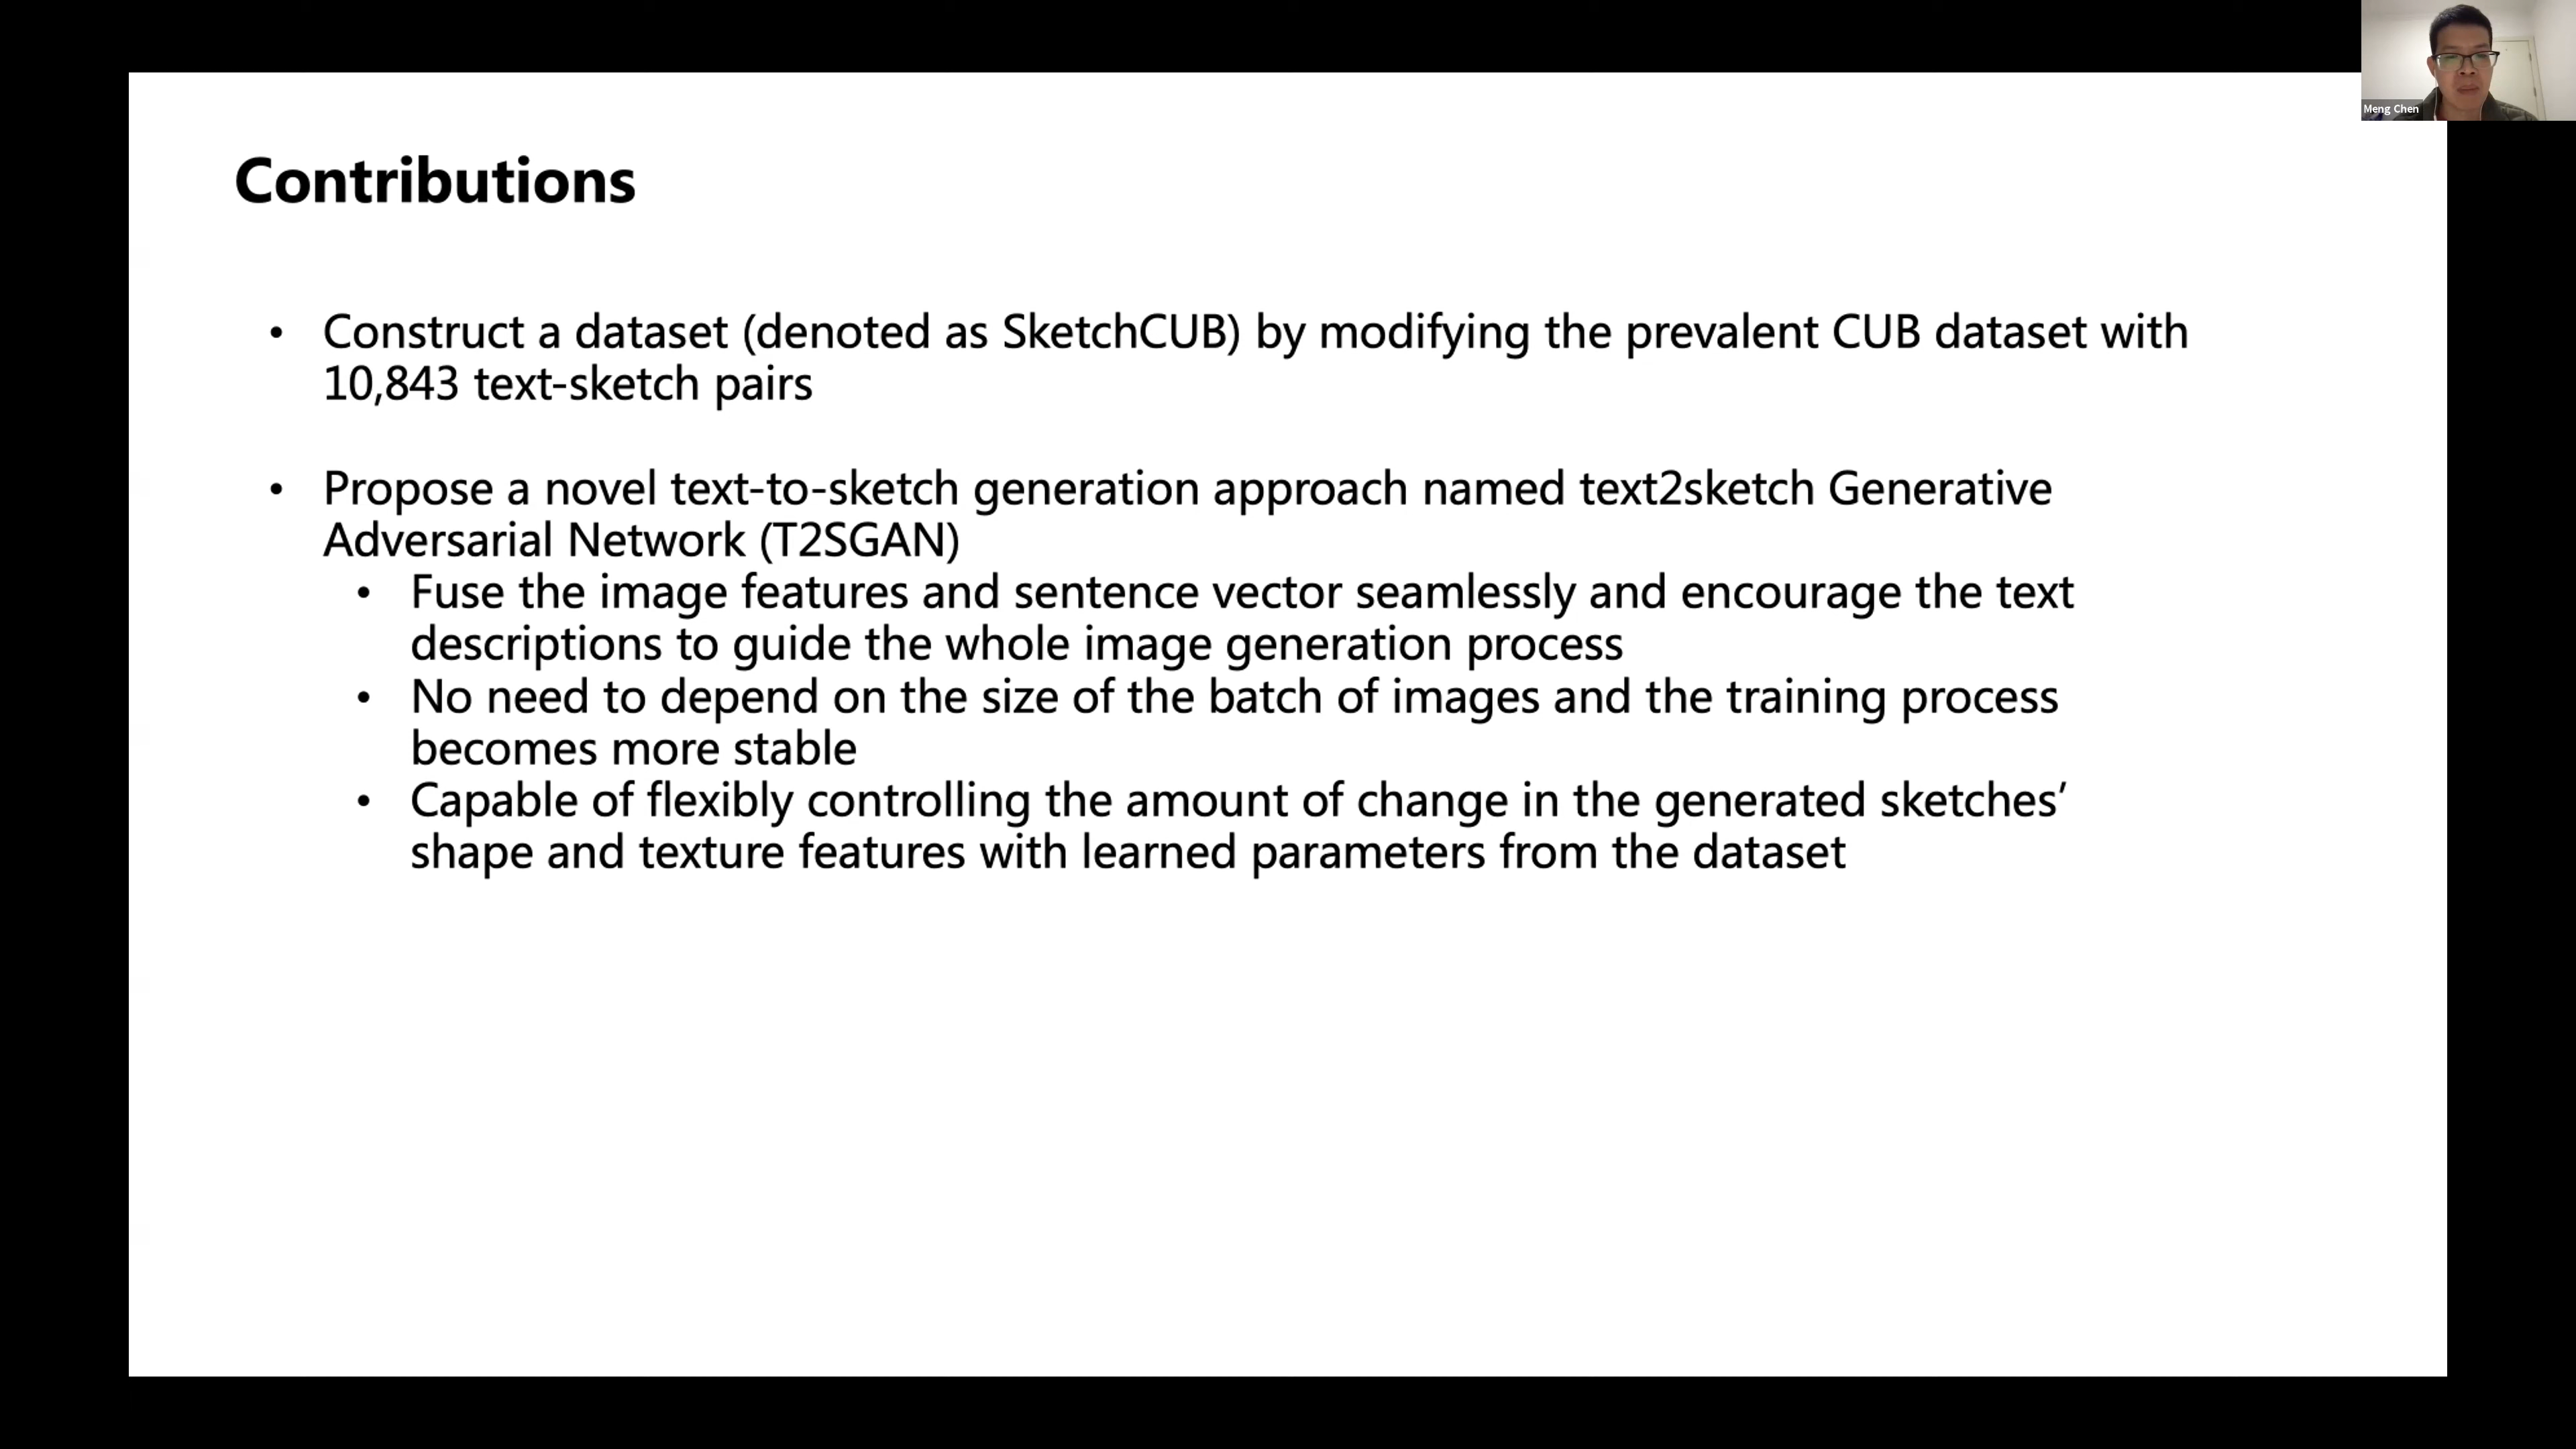 Meng Chen
Contributions
• Construct a dataset (denoted as SketchCUB) by modifying the prevalent CUB dataset with
10,843 text-sketch pairs
• Propose a novel text-to-sketch generation approach named text2sketch Generative
Adversarial Network (T2SGAN)
• Fuse the image features and sentence vector seamlessly and encourage the text
descriptions to guide the whole image generation process
• No need to depend on the size of the batch of images and the training process
becomes more stable
• Capable of flexibly controlling the amount of change in the generated sketches’
shape and texture features with learned parameters from the dataset